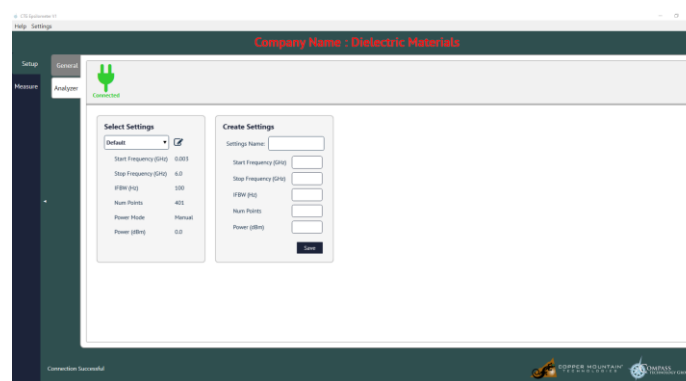 Help Settings
Company Name : Dielectric Materials
Setup
Measure
General
Analyzer
Connected
Select Settings
Default
Start Frequency (GHz) 0.003
Stop Frequency (GHz) 6.0
IFBW (Hz) 100
Num Points 401
Power Mode Manual
Power (dBm) 0.0
Create Settings
Settings Name:
Start Frequency (GHz)
Stop Frequency (GHz)
IFBW (Hz)
Num Points
Power (dBm)
Save
Connection Successful
COPPER MOUNTAIN
TECHNOLOGIES
COMPASS
TECHNOLOGY